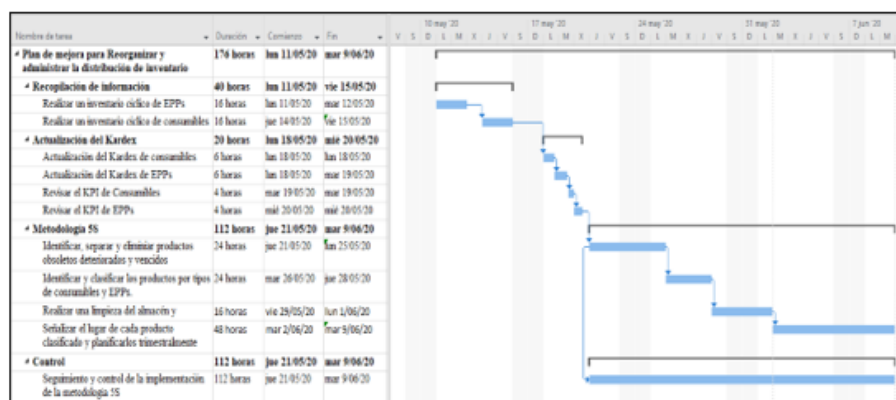 10 may '20 17 may '20 24 may '20 31 may '20 7 jun '20
Nombre de tarea Duración Comienzo Fin V S D L M X J V S D L M X J V S D L M X J V S D L M X J V S D L M
Plan de mejora para Reorganizar y 176 horas lun 11/05/20 mar 9/06/20
administrar la distribución de inventario
Recopilación de información 40 horas lun 11/05/20 vie 15/05/20
Realizar un inventario cíclico de EPPs 16 horas lun 11/05/20 mar 12/05/20
Realizar un inventario cíclico de consumibles 16 horas jue 14/05/20 vie 15/05/20
Actualización del Kardex 20 horas lun 18/05/20 mié 20/05/20
Actualización del Kardex de consumibles 6 horas lun 18/05/20 lun 18/05/20
Actualización del Kardex de EPPs 6 horas lun 18/05/20 mar 19/05/20
Revisar el KPI de Consumibles 4 horas mar 19/05/20 mar 19/05/20
Revisar el KPI de EPPs 4 horas mié 20/05/20 mié 20/05/20
Metodología 5S 112 horas jue 21/05/20 mar 9/06/20
Identificar, separar y eliminar productos 24 horas jue 21/05/20 lun 25/05/20
obsoletos deteriorados y vencidos
Identificar y clasificar los productos por tipos 24 horas mar 26/05/20 jue 28/05/20
de consumibles y EPPs.
Realizar una limpieza del almacén y 16 horas vie 29/05/20 lun 1/06/20
Señalizar el lugar de cada producto 48 horas mar 2/06/20 mar 9/06/20
clasificado y planificarlos trimestralmente
Control 112 horas jue 21/05/20 mar 9/06/20
Seguimiento y control de la implementación 112 horas jue 21/05/20 mar 9/06/20
de la metodología 5S